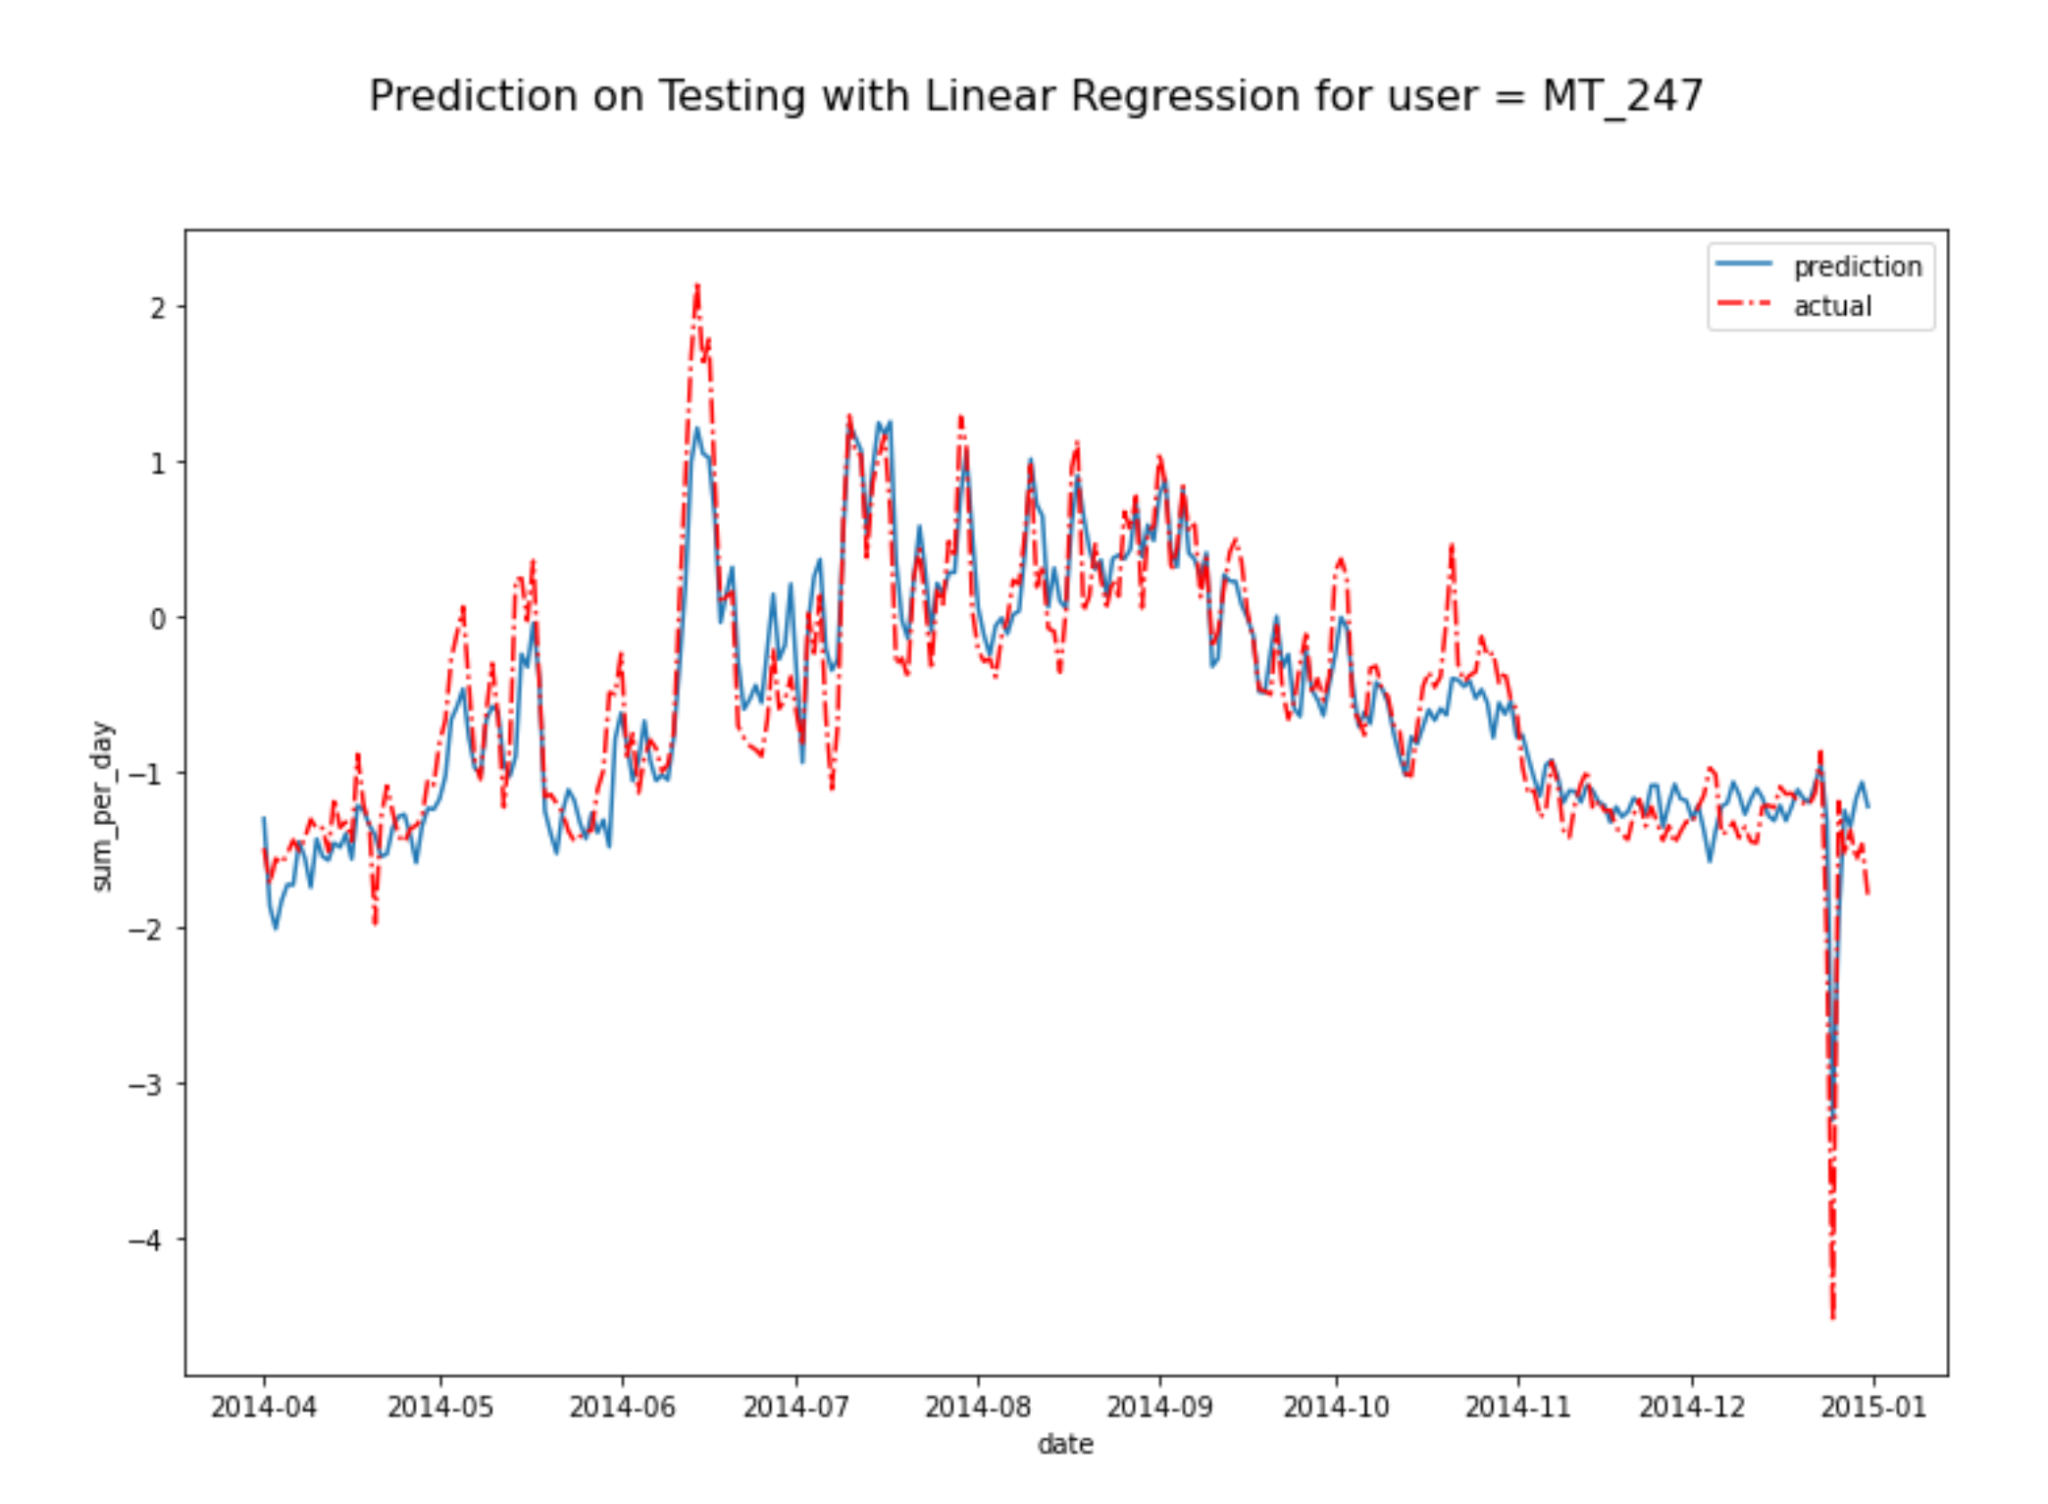 Prediction on Testing with Linear Regression for user = MT_247
prediction
actual
2
1
0
−1
−2
−3
−4
sum_per_day
2014-04 2014-05 2014-06 2014-07 2014-08 2014-09 2014-10 2014-11 2014-12 2015-01
date